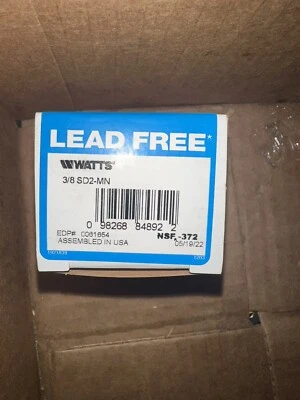 LEAD FREE*
WATTS®
3/8 SD2-MN
0 98268 84892 2
EDP# 0061654
NSF -372
ASSEMBLED IN USA
05/19/22